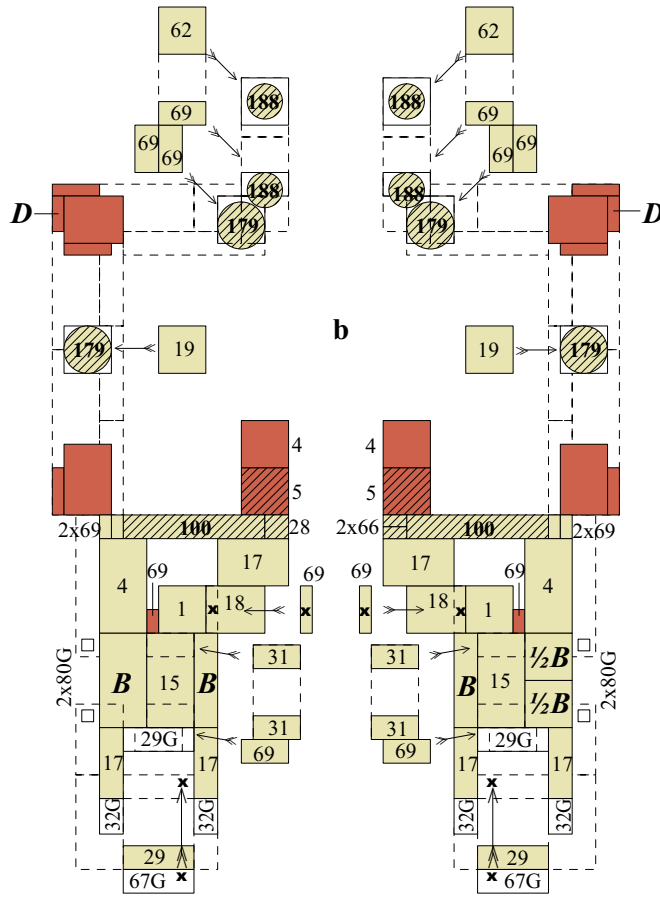 62 62
188 188
69 69
69 69 69 69
188 188
D 179 179 D
b
179 19 19 179
4 4
5 5
2x69 100 28 2x66 100 2x69
17 17
4 69 69 69 69 4
1 x 18 x x 18 x 1
31 31
2x80G B 15 B B 15 ½B 2x80G
½B
31 31
29G 69 69 29G
17 17 17 17
x x
32G 32G 32G 32G
29 29
x x
67G 67G